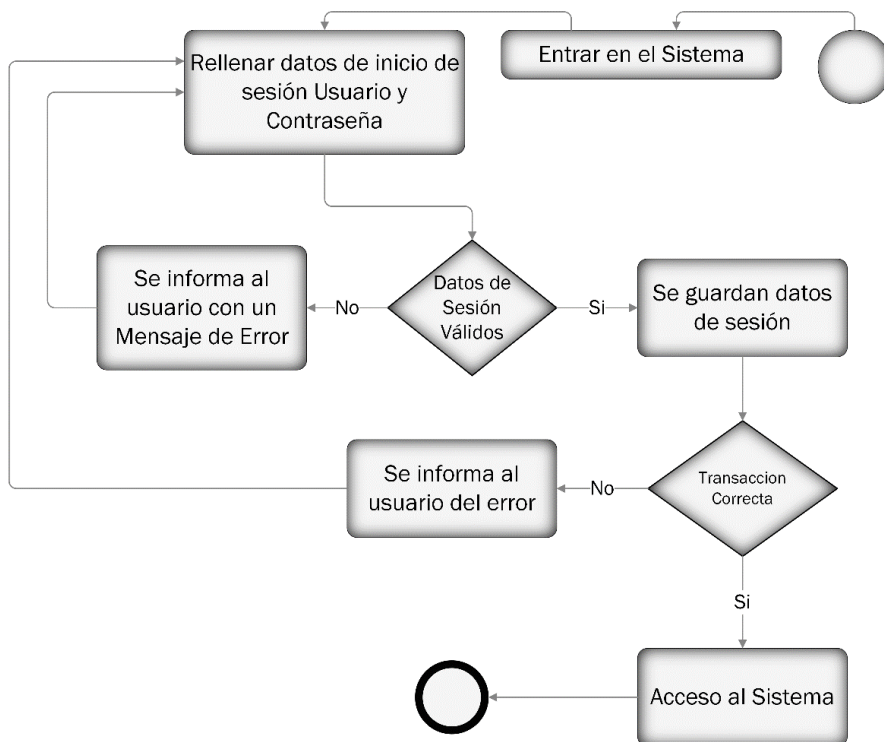 Entrar en el Sistema
Rellenar datos de inicio de
sesión Usuario y
Contraseña
Datos de
Sesión
Válidos
No
Si
Se informa al
usuario con un
Mensaje de Error
Se guardan datos
de sesión
Transaccion
Correcta
No
Se informa al
usuario del error
Si
Acceso al Sistema